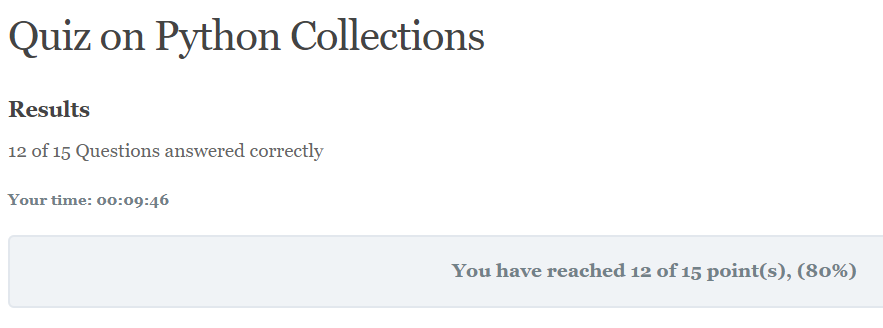 Quiz on Python Collections
Results
12 of 15 Questions answered correctly
Your time: 00:09:46
You have reached 12 of 15 point(s), (80%)